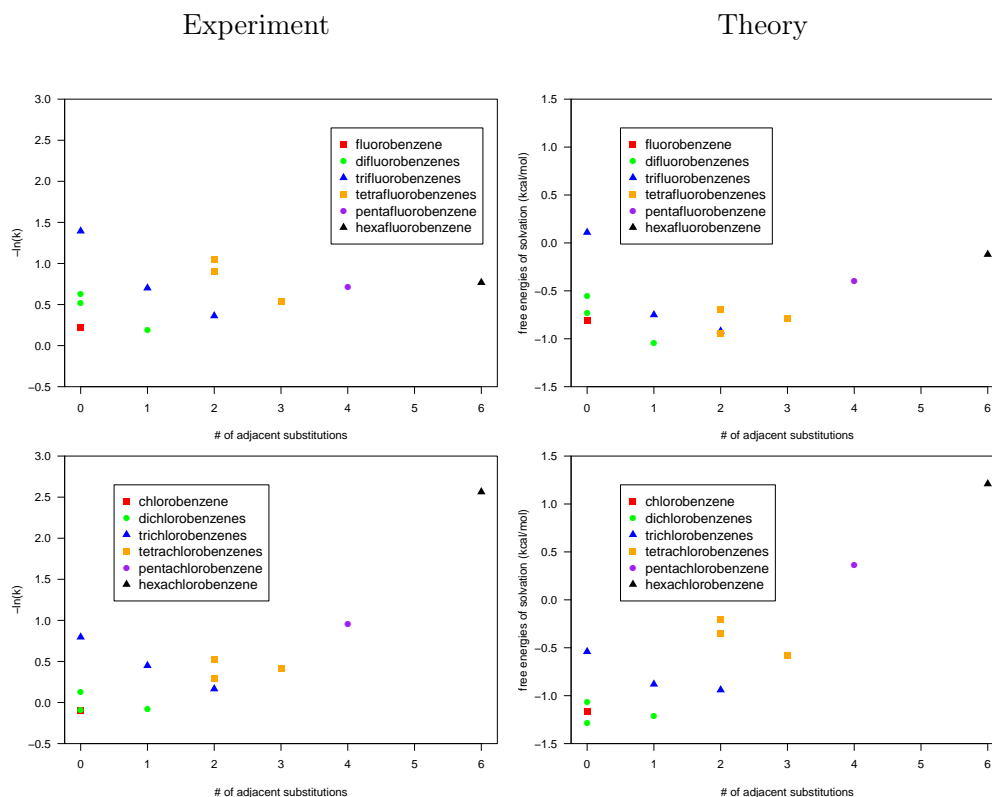 Experiment
Theory
3.0
2.5
2.0
1.5
1.0
0.5
0.0
−0.5
−ln(k)
fluorobenzene
difluorobenzenes
trifluorobenzenes
tetrafluorobenzenes
pentafluorobenzene
hexafluorobenzene
0 1 2 3 4 5 6
# of adjacent substitutions
1.5
1.0
0.5
0.0
−0.5
−1.0
−1.5
free energies of solvation (kcal/mol)
fluorobenzene
difluorobenzenes
trifluorobenzenes
tetrafluorobenzenes
pentafluorobenzene
hexafluorobenzene
0 1 2 3 4 5 6
# of adjacent substitutions
3.0
2.5
2.0
1.5
1.0
0.5
0.0
−0.5
−ln(k)
chlorobenzene
dichlorobenzenes
trichlorobenzenes
tetrachlorobenzenes
pentachlorobenzene
hexachlorobenzene
0 1 2 3 4 5 6
# of adjacent substitutions
1.5
1.0
0.5
0.0
−0.5
−1.0
−1.5
free energies of solvation (kcal/mol)
chlorobenzene
dichlorobenzenes
trichlorobenzenes
tetrachlorobenzenes
pentachlorobenzene
hexachlorobenzene
0 1 2 3 4 5 6
# of adjacent substitutions